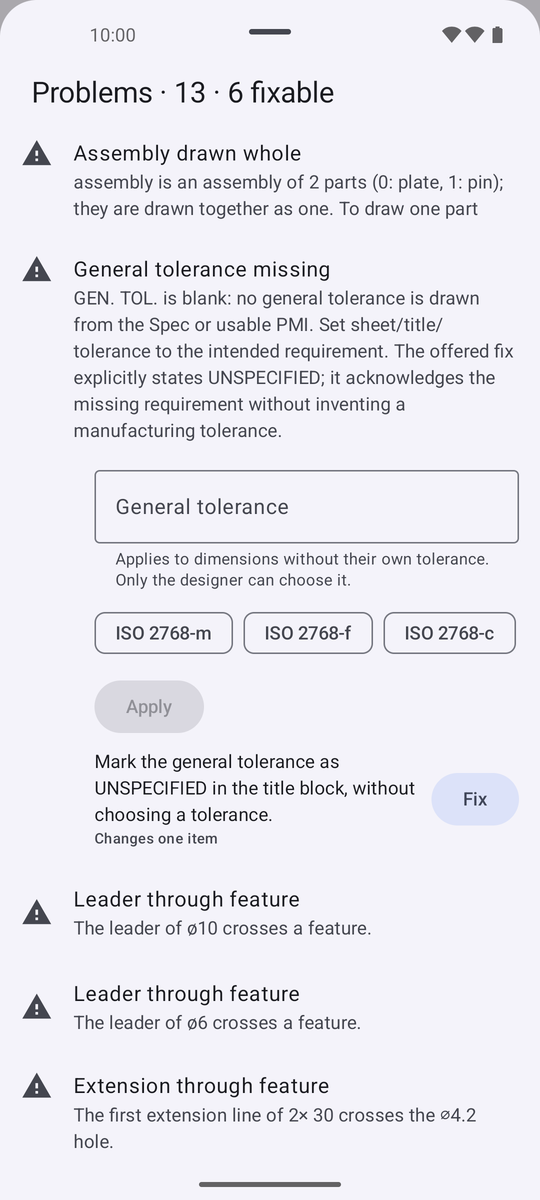 10:00
Problems · 13 · 6 fixable
Assembly drawn whole
assembly is an assembly of 2 parts (0: plate, 1: pin);
they are drawn together as one. To draw one part
General tolerance missing
GEN. TOL. is blank: no general tolerance is drawn
from the Spec or usable PMI. Set sheet/title/
tolerance to the intended requirement. The offered fix
explicitly states UNSPECIFIED; it acknowledges the
missing requirement without inventing a
manufacturing tolerance.
General tolerance
Applies to dimensions without their own tolerance.
Only the designer can choose it.
ISO 2768-m ISO 2768-f ISO 2768-c
Apply
Mark the general tolerance as
UNSPECIFIED in the title block, without
choosing a tolerance.
Changes one item
Fix
Leader through feature
The leader of ⌀10 crosses a feature.
Leader through feature
The leader of ⌀6 crosses a feature.
Extension through feature
The first extension line of 2× 30 crosses the ⌀4.2
hole.